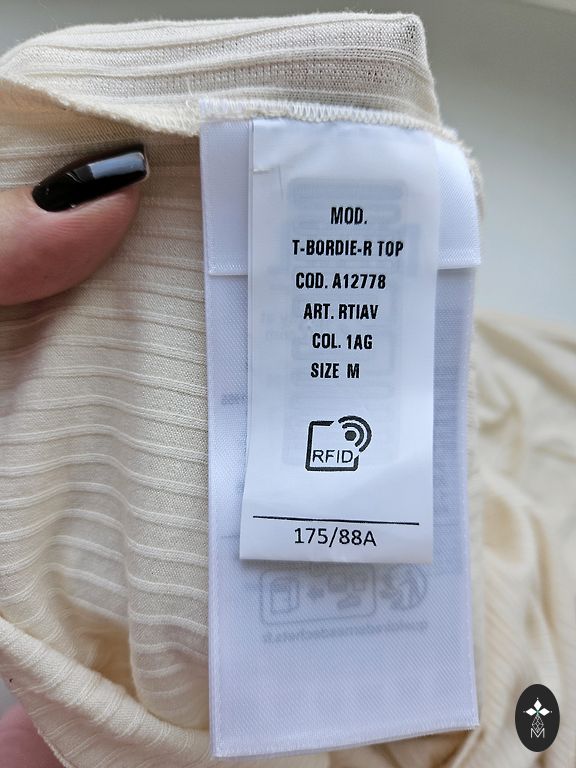 MOD.
T-BORDIE-R TOP
COD. A12778
ART. RTIAV
COL. 1AG
SIZE M
RFID
175/88A
M